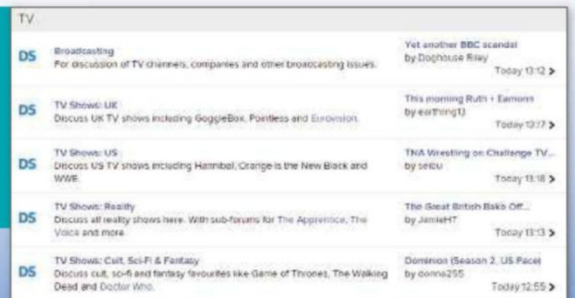 TV
DS
Broadcasting
For discussion of TV channels, companies and other broadcasting issues.
Yet another BBC scandal
by Doghouse Riley
Today 13:12 >
DS
TV Shows: UK
Discuss UK TV shows including GoggleBox, Pointless and Eurovision.
This morning Ruth + Eamonn
by earthing13
Today 13:17 >
DS
TV Shows: US
Discuss US TV shows including Hannibal, Orange is the New Black and
WWE.
TNA Wrestling on Challenge TV...
by seibu
Today 13:18 >
DS
TV Shows: Reality
Discuss all reality shows here. With sub-forums for The Apprentice, The
Voice and more.
The Great British Bake Off...
by JamieHT
Today 13:13 >
DS
TV Shows: Cult, Sci-Fi & Fantasy
Discuss cult, sci-fi and fantasy favourites like Game of Thrones, The Walking
Dead and Doctor Who.
Dominion (Season 2, US Pace)
by donna255
Today 12:55 >